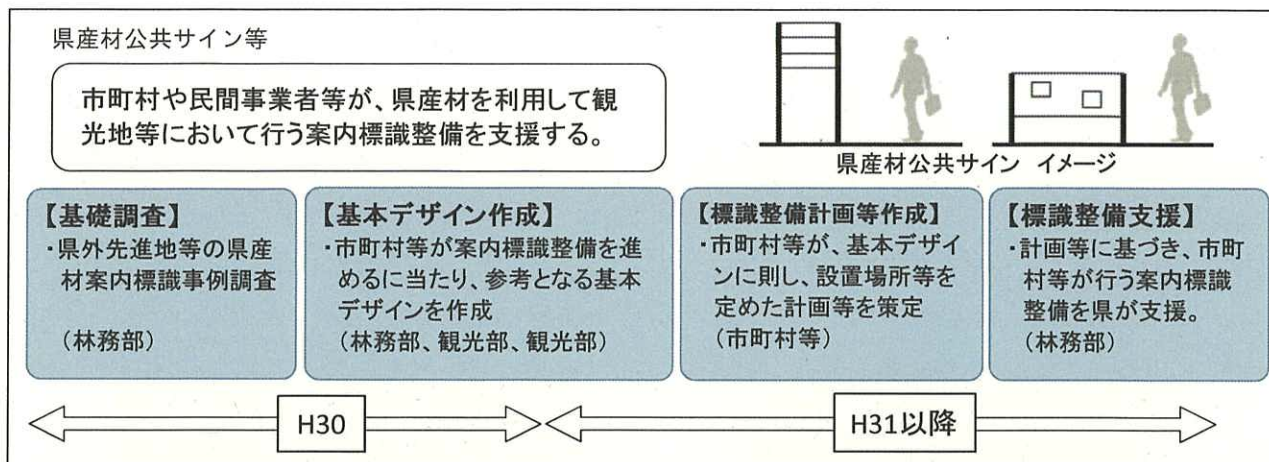 県産材公共サイン等
市町村や民間事業者等が、県産材を利用して観
光地等において行う案内標識整備を支援する。
県産材公共サイン イメージ
【基礎調査】
・県外先進地等の県産
材案内標識事例調査
（林務部）
【基本デザイン作成】
・市町村等が案内標識整備を進
めるに当たり、参考となる基本
デザインを作成
（林務部、観光部、観光部）
【標識整備計画等作成】
・市町村等が、基本デザイ
ンに則し、設置場所等を
定めた計画等を策定
（市町村等）
【標識整備支援】
・計画等に基づき、市町
村等が行う案内標識
整備を県が支援。
（林務部）
H30
H31以降